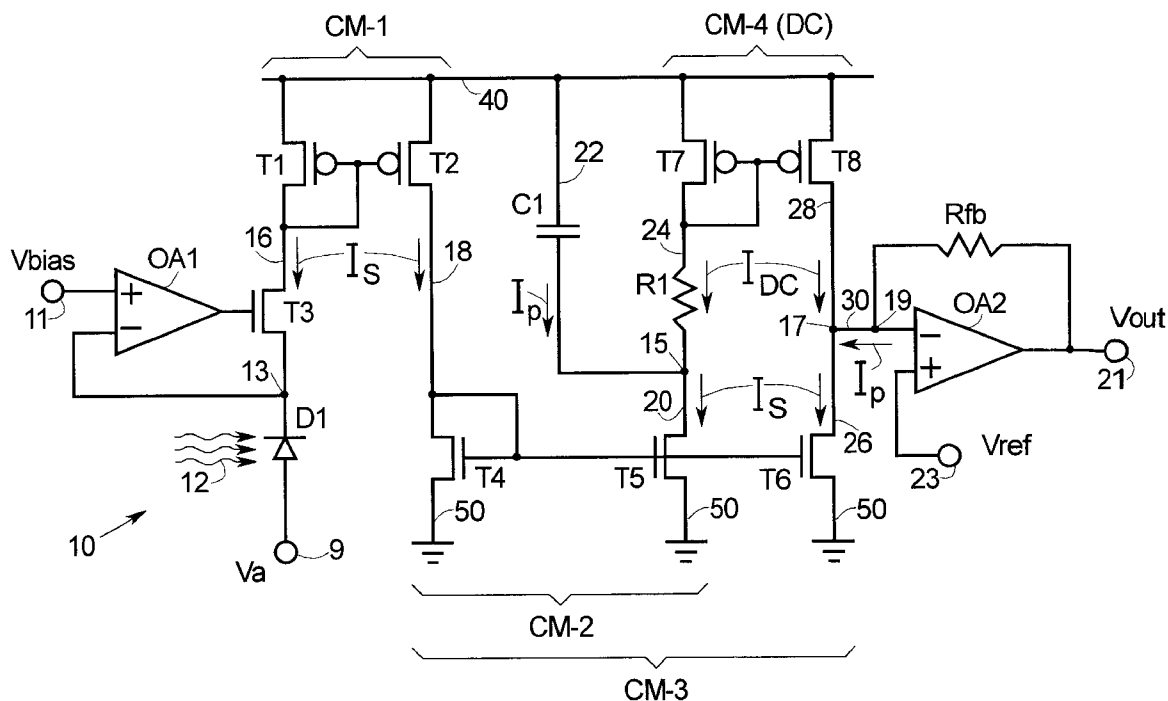 CM-1
CM-4 (DC)
40
T1
T2
22
T7
T8
C1
28
Rfb
16
18
24
Vbias
OA1
IS
Ip
R1
IDC
30
19
OA2
Vout
11
T3
17
15
Ip
21
13
20
IS
26
D1
Vref
12
T4
T5
T6
23
50
50
50
10
9
Va
CM-2
CM-3